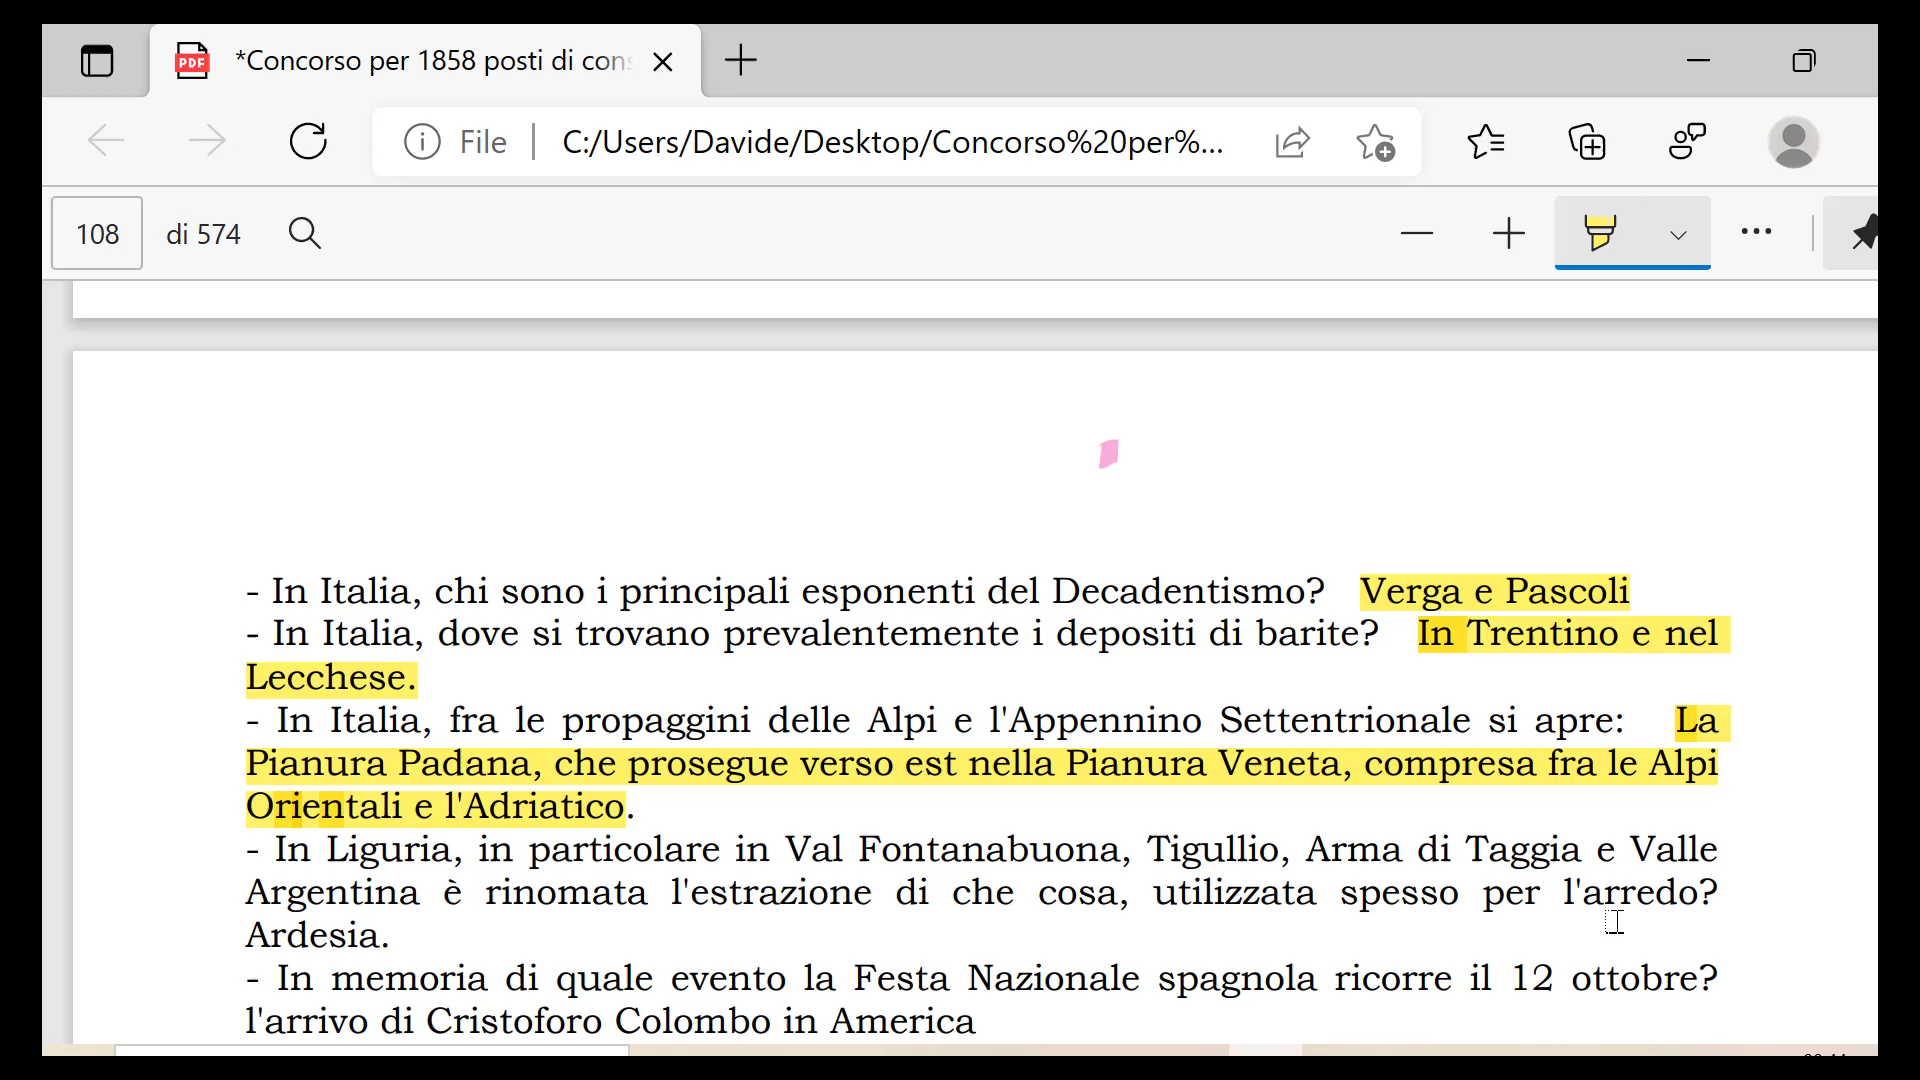 *Concorso per 1858 posti di con
File
C:/Users/Davide/Desktop/Concorso%20per%...
108
di 574
- In Italia, chi sono i principali esponenti del Decadentismo? Verga e Pascoli
- In Italia, dove si trovano prevalentemente i depositi di barite? In Trentino e nel
Lecchese.
- In Italia, fra le propaggini delle Alpi e l'Appennino Settentrionale si apre: La
Pianura Padana, che prosegue verso est nella Pianura Veneta, compresa fra le Alpi
Orientali e l'Adriatico.
- In Liguria, in particolare in Val Fontanabuona, Tigullio, Arma di Taggia e Valle
Argentina è rinomata l'estrazione di che cosa, utilizzata spesso per l'arredo?
Ardesia.
- In memoria di quale evento la Festa Nazionale spagnola ricorre il 12 ottobre?
l'arrivo di Cristoforo Colombo in America